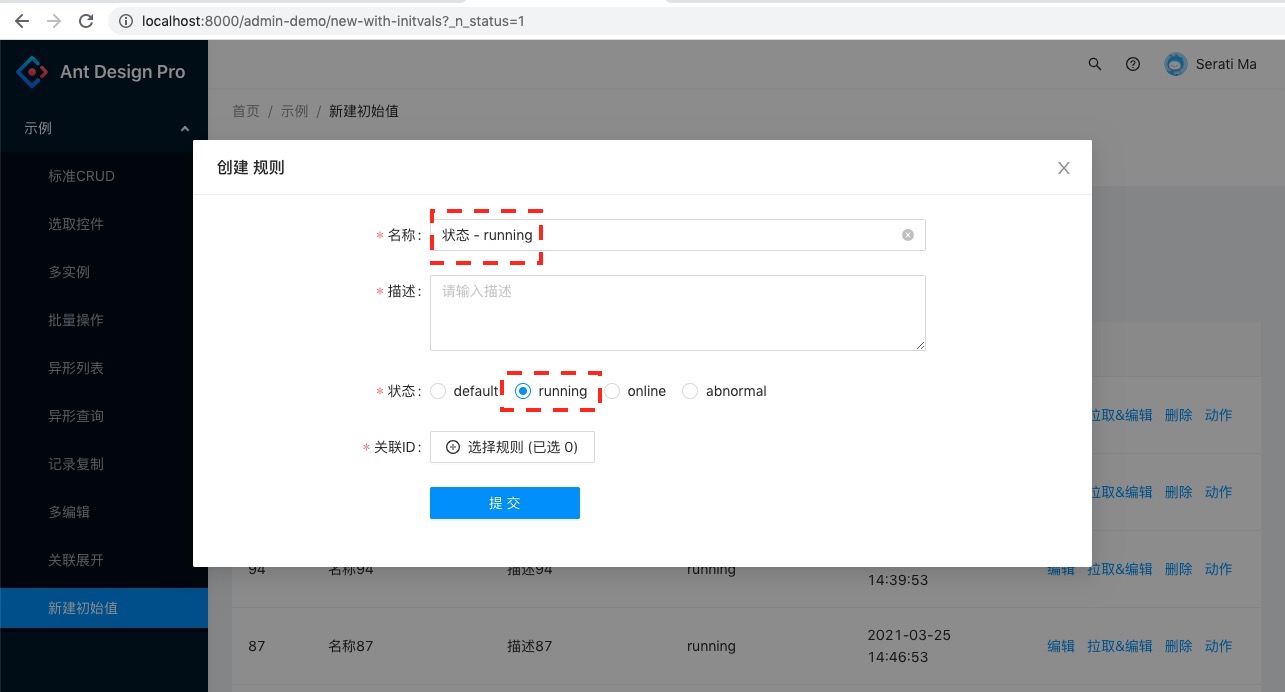 localhost:8000/admin-demo/new-with-initvals?_n_status=1
Ant Design Pro
Serati Ma
首页 / 示例 / 新建初始值
示例
标准CRUD
选取控件
多实例
批量操作
异形列表
异形查询
记录复制
多编辑
关联展开
新建初始值
创建 规则
* 名称: 状态 - running
* 描述: 请输入描述
* 状态: default running online abnormal
* 关联ID: 选择规则 (已选 0)
提 交
拉取&编辑 删除 动作
拉取&编辑 删除 动作
94 名称94 描述94 running 14:39:53 编辑 拉取&编辑 删除 动作
87 名称87 描述87 running 2021-03-25 14:46:53 编辑 拉取&编辑 删除 动作